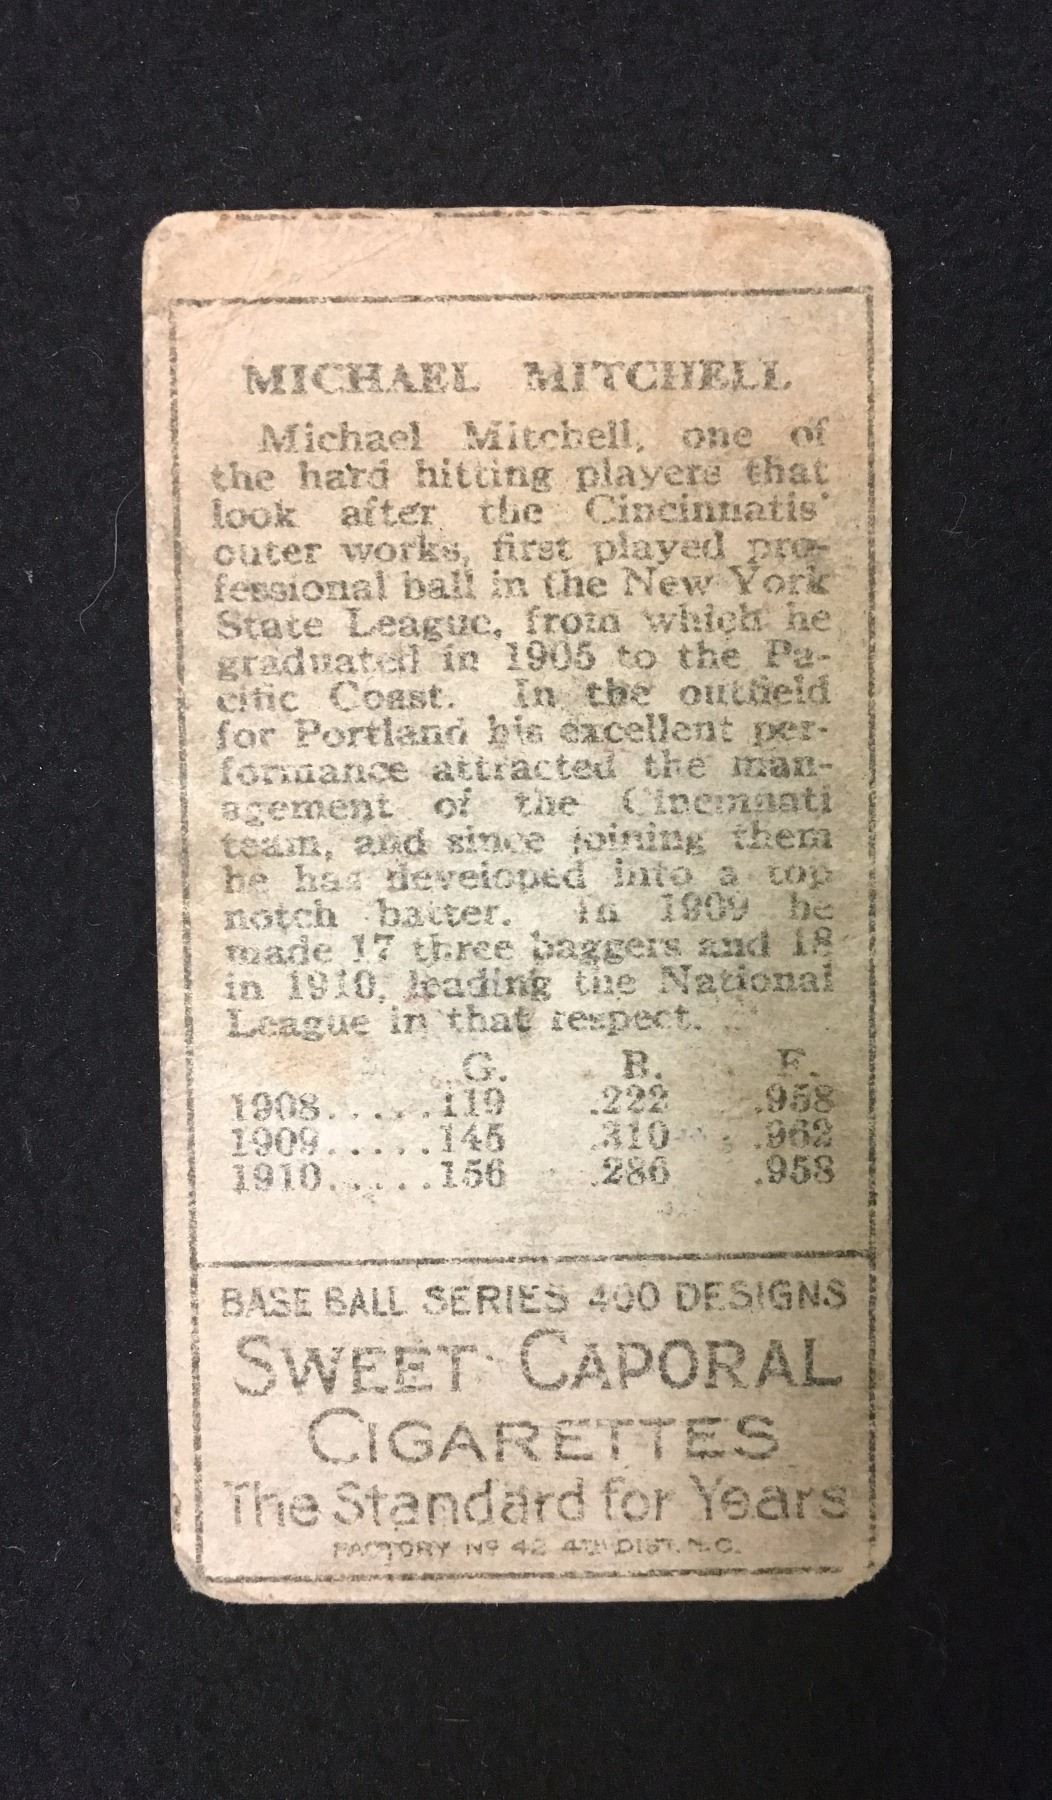 MICHAEL MITCHELL
Michael Mitchell, one of
the hard hitting players that
look after the Cincinnatis'
outer works, first played pro-
fessional ball in the New York
State League, from which he
graduated in 1905 to the Pa-
cific Coast. In the outfield
for Portland his excellent per-
formance attracted the man-
agement of the Cincinnati
team, and since joining them
he has developed into a top
notch batter. In 1909 he
made 17 three baggers and 18
in 1910, leading the National
League in that respect.
G. B. F.
1908.....119 .222 .958
1909.....145 .310 .962
1910.....156 .286 .958
BASE BALL SERIES 400 DESIGNS
SWEET CAPORAL
CIGARETTES
The Standard for Years
FACTORY Nº 42 4TH DIST. N.C.